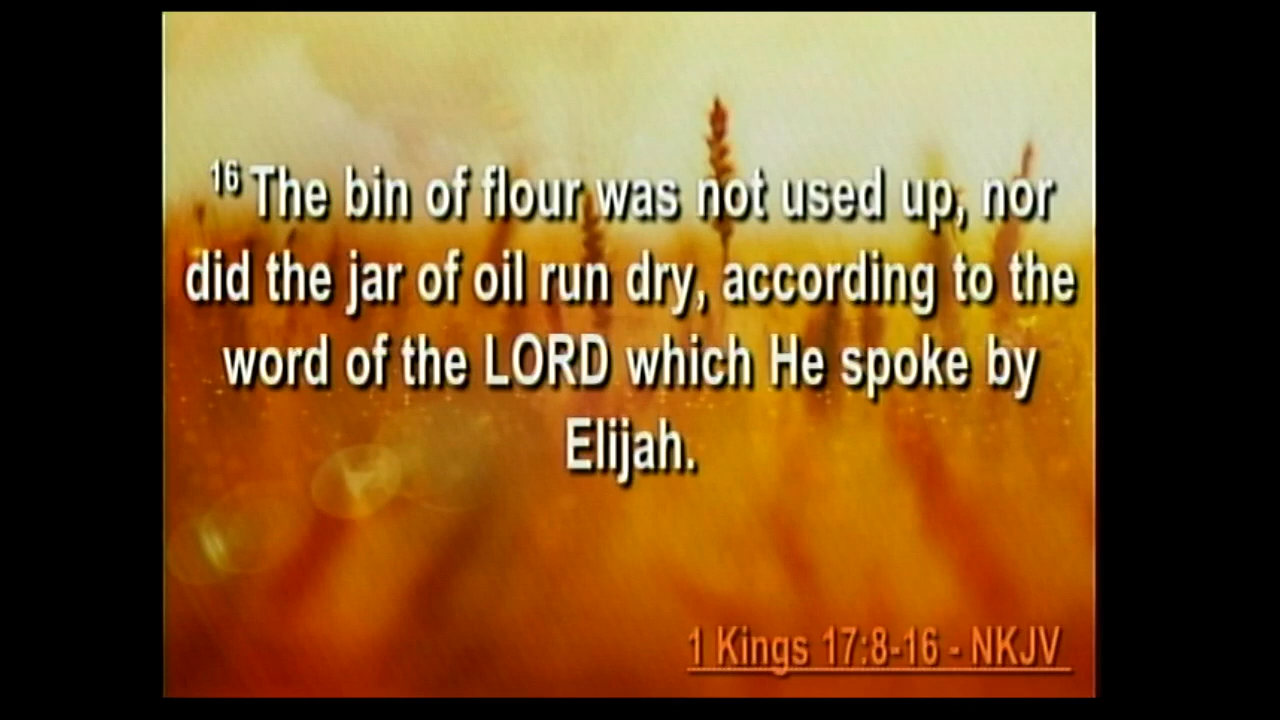 16 The bin of flour was not used up, nor
did the jar of oil run dry, according to the
word of the LORD which He spoke by
Elijah.
1 Kings 17:8-16 - NKJV